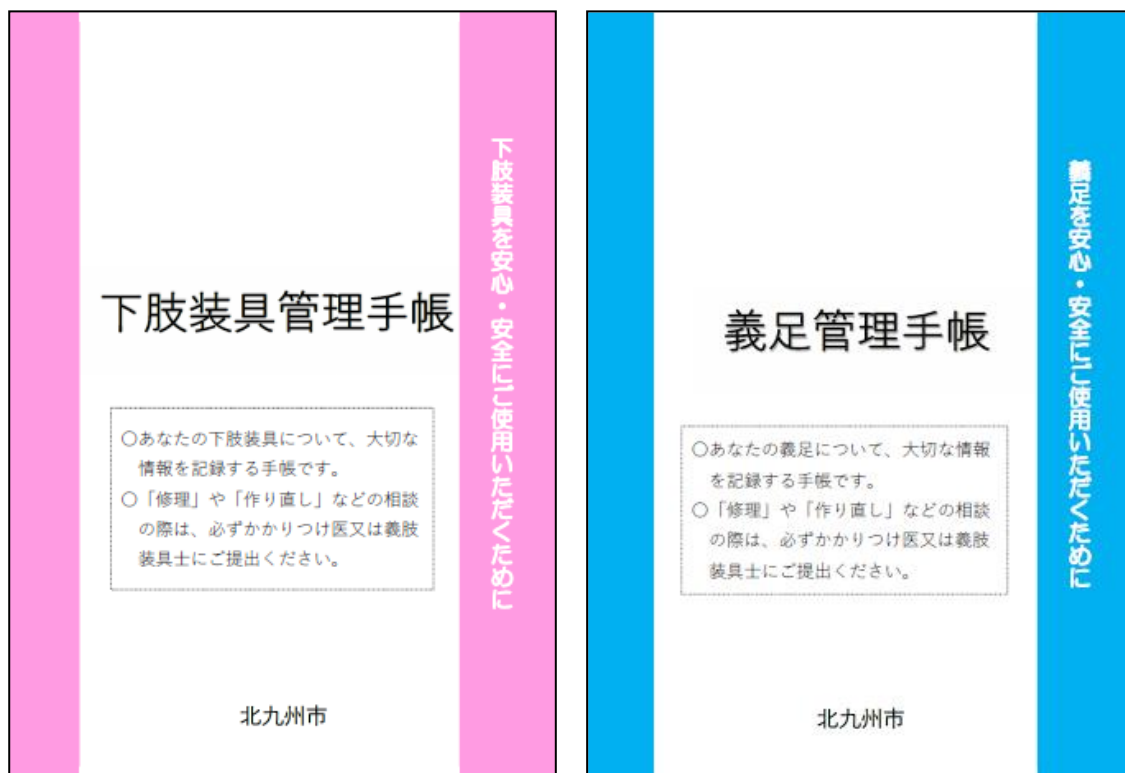 下肢装具管理手帳
○あなたの下肢装具について、大切な
情報を記録する手帳です。
○「修理」や「作り直し」などの相談
の際は、必ずかかりつけ医又は義肢
装具士にご提出ください。
北九州市
下肢装具を安心・安全にご使用いただくために
義足管理手帳
○あなたの義足について、大切な情報
を記録する手帳です。
○「修理」や「作り直し」などの相談
の際は、必ずかかりつけ医又は義肢
装具士にご提出ください。
北九州市
義足を安心・安全にご使用いただくために